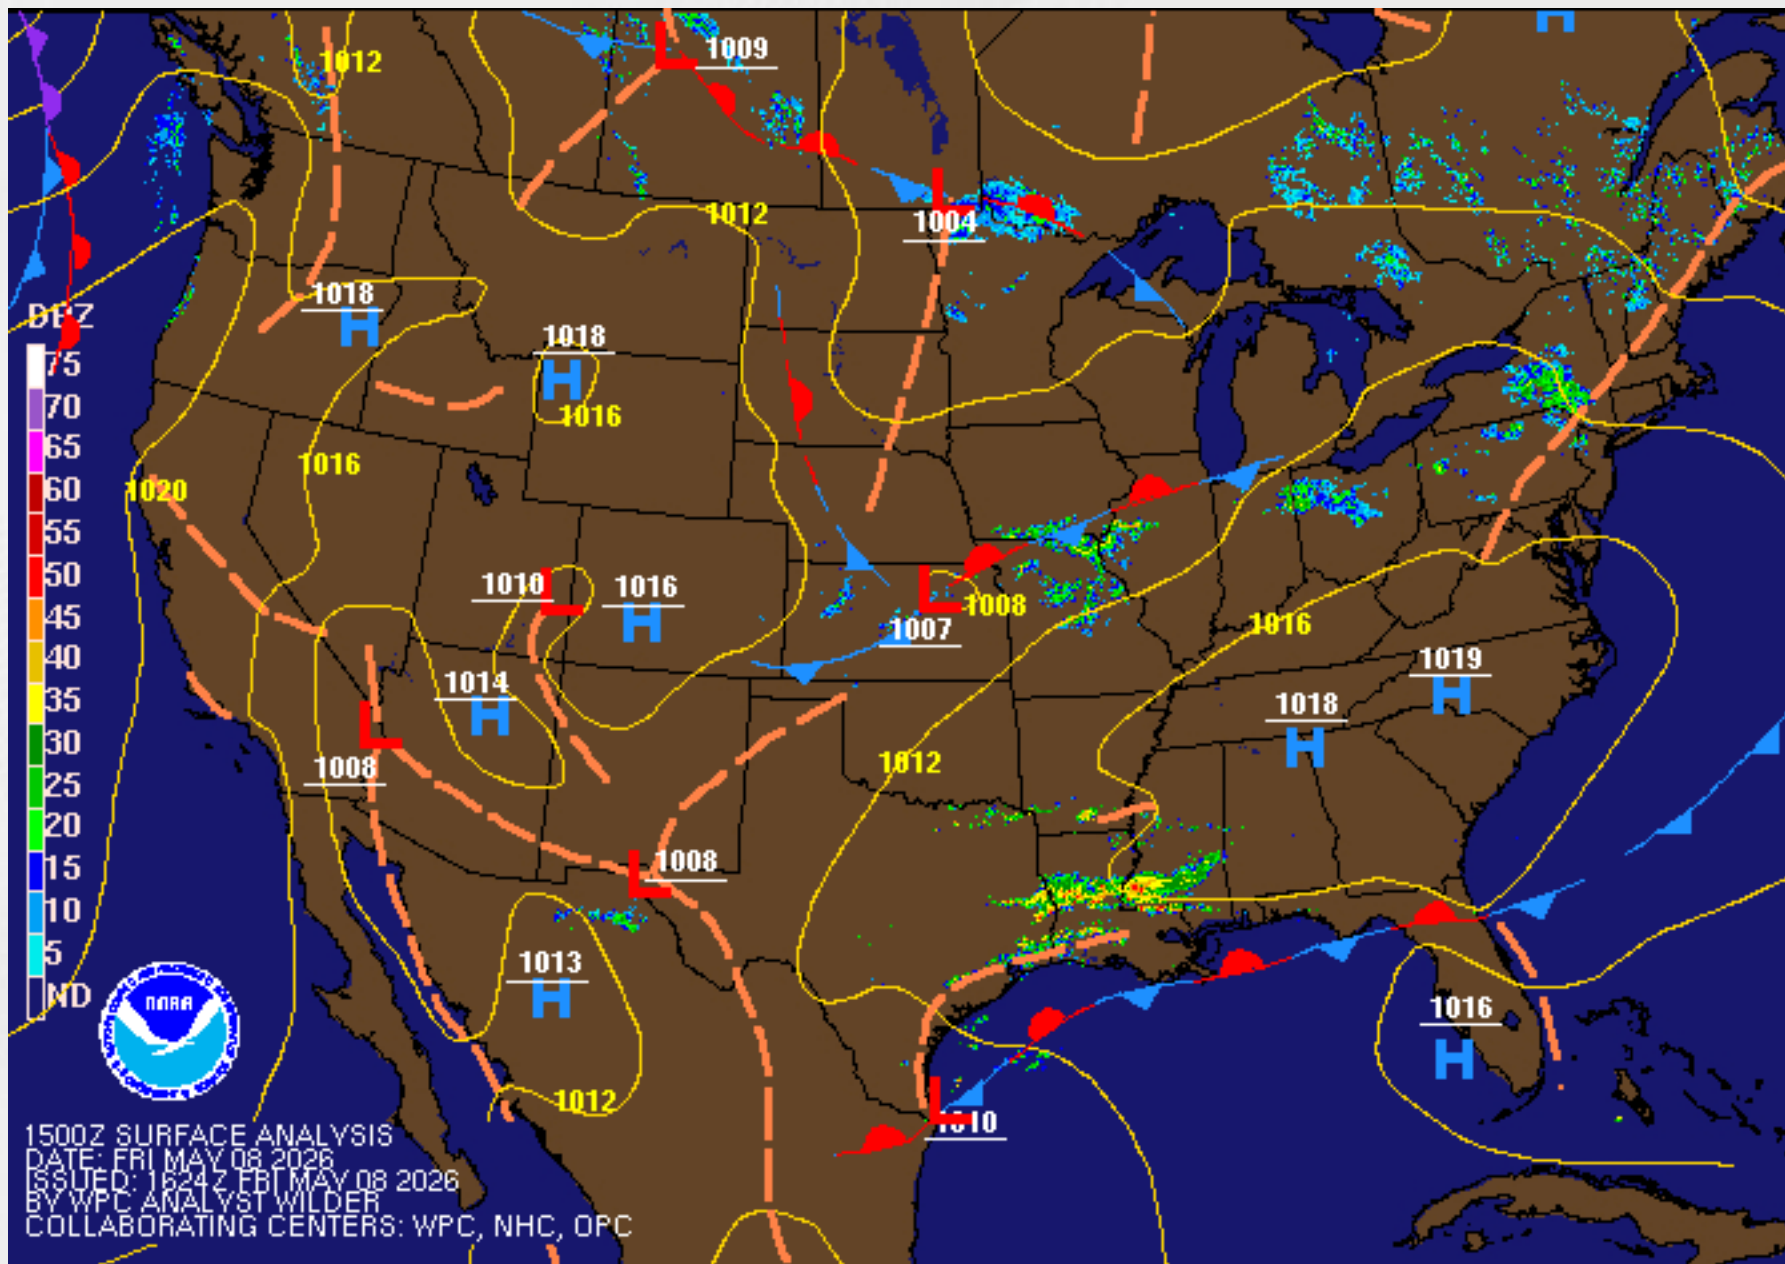 1009
1012
1012
1004
1018
1018
DBZ
75
1016
70
65
1016
60
1020
55
50
1010
1016
1008
45
1007
1016
40
1019
1014
35
1018
30
1012
1008
25
20
1008
15
10
1013
5
1016
ND
NOAA
1012
1010
1500Z SURFACE ANALYSIS
DATE: FRI MAY 08 2026
ISSUED: 1624Z FRI MAY 08 2026
BY WPC ANALYST WILDER
COLLABORATING CENTERS: WPC, NHC, OPC
L
L
L
L
L
L
L
H
H
H
H
H
H
H
H
H
H